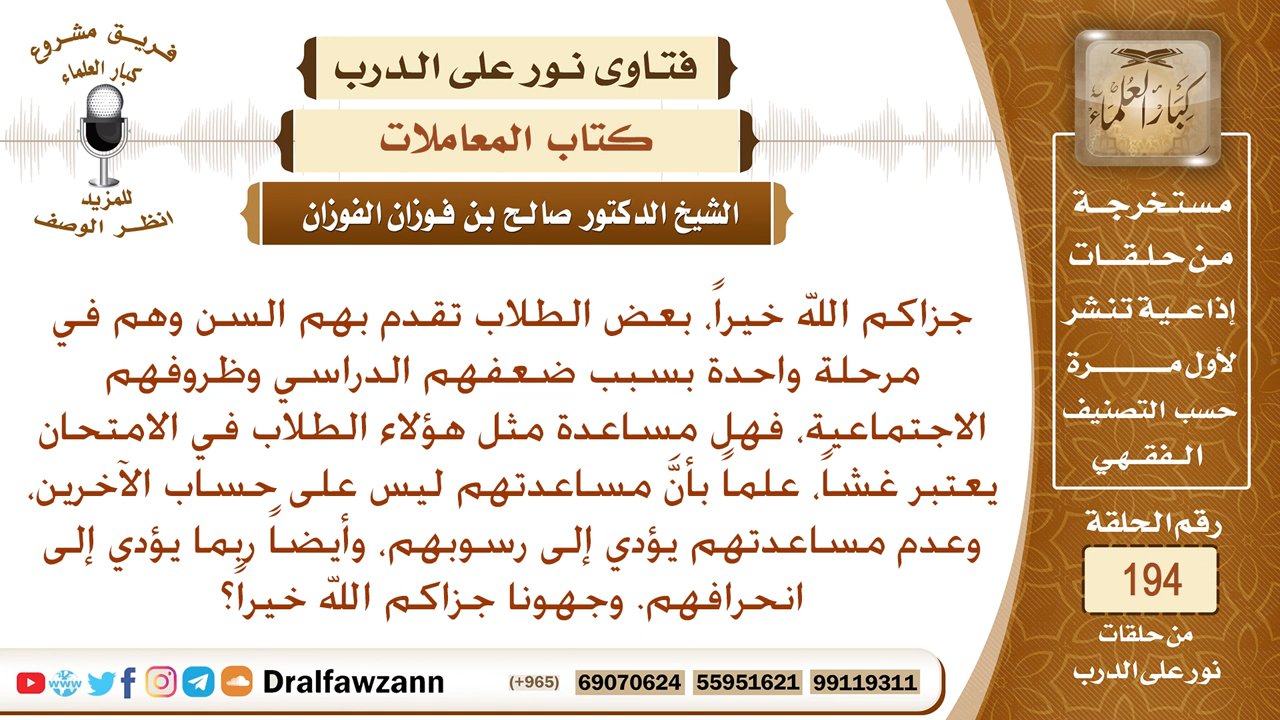 فريق مشروع
كبار العلماء
للمزيد
انظر الوصف
فتاوى نور على الدرب
كتاب المعاملات
الشيخ الدكتور صالح بن فوزان الفوزان
جزاكم الله خيراً، بعض الطلاب تقدم بهم السن وهم في
مرحلة واحدة بسبب ضعفهم الدراسي وظروفهم
الاجتماعية، فهل مساعدة مثل هؤلاء الطلاب في الامتحان
يعتبر غشاً، علماً بأنَّ مساعدتهم ليس على حساب الآخرين،
وعدم مساعدتهم يؤدي إلى رسوبهم، وأيضاً ربما يؤدي إلى
انحرافهم. وجهونا جزاكم الله خيراً؟
كبار العلماء
مستخرجة
من حلقات
إذاعية تنشر
لأول مرة
حسب التصنيف
الفقهي
رقم الحلقة
194
من حلقات
نور على الدرب
www
Dralfawzann
(+965)
69070624
55951621
99119311